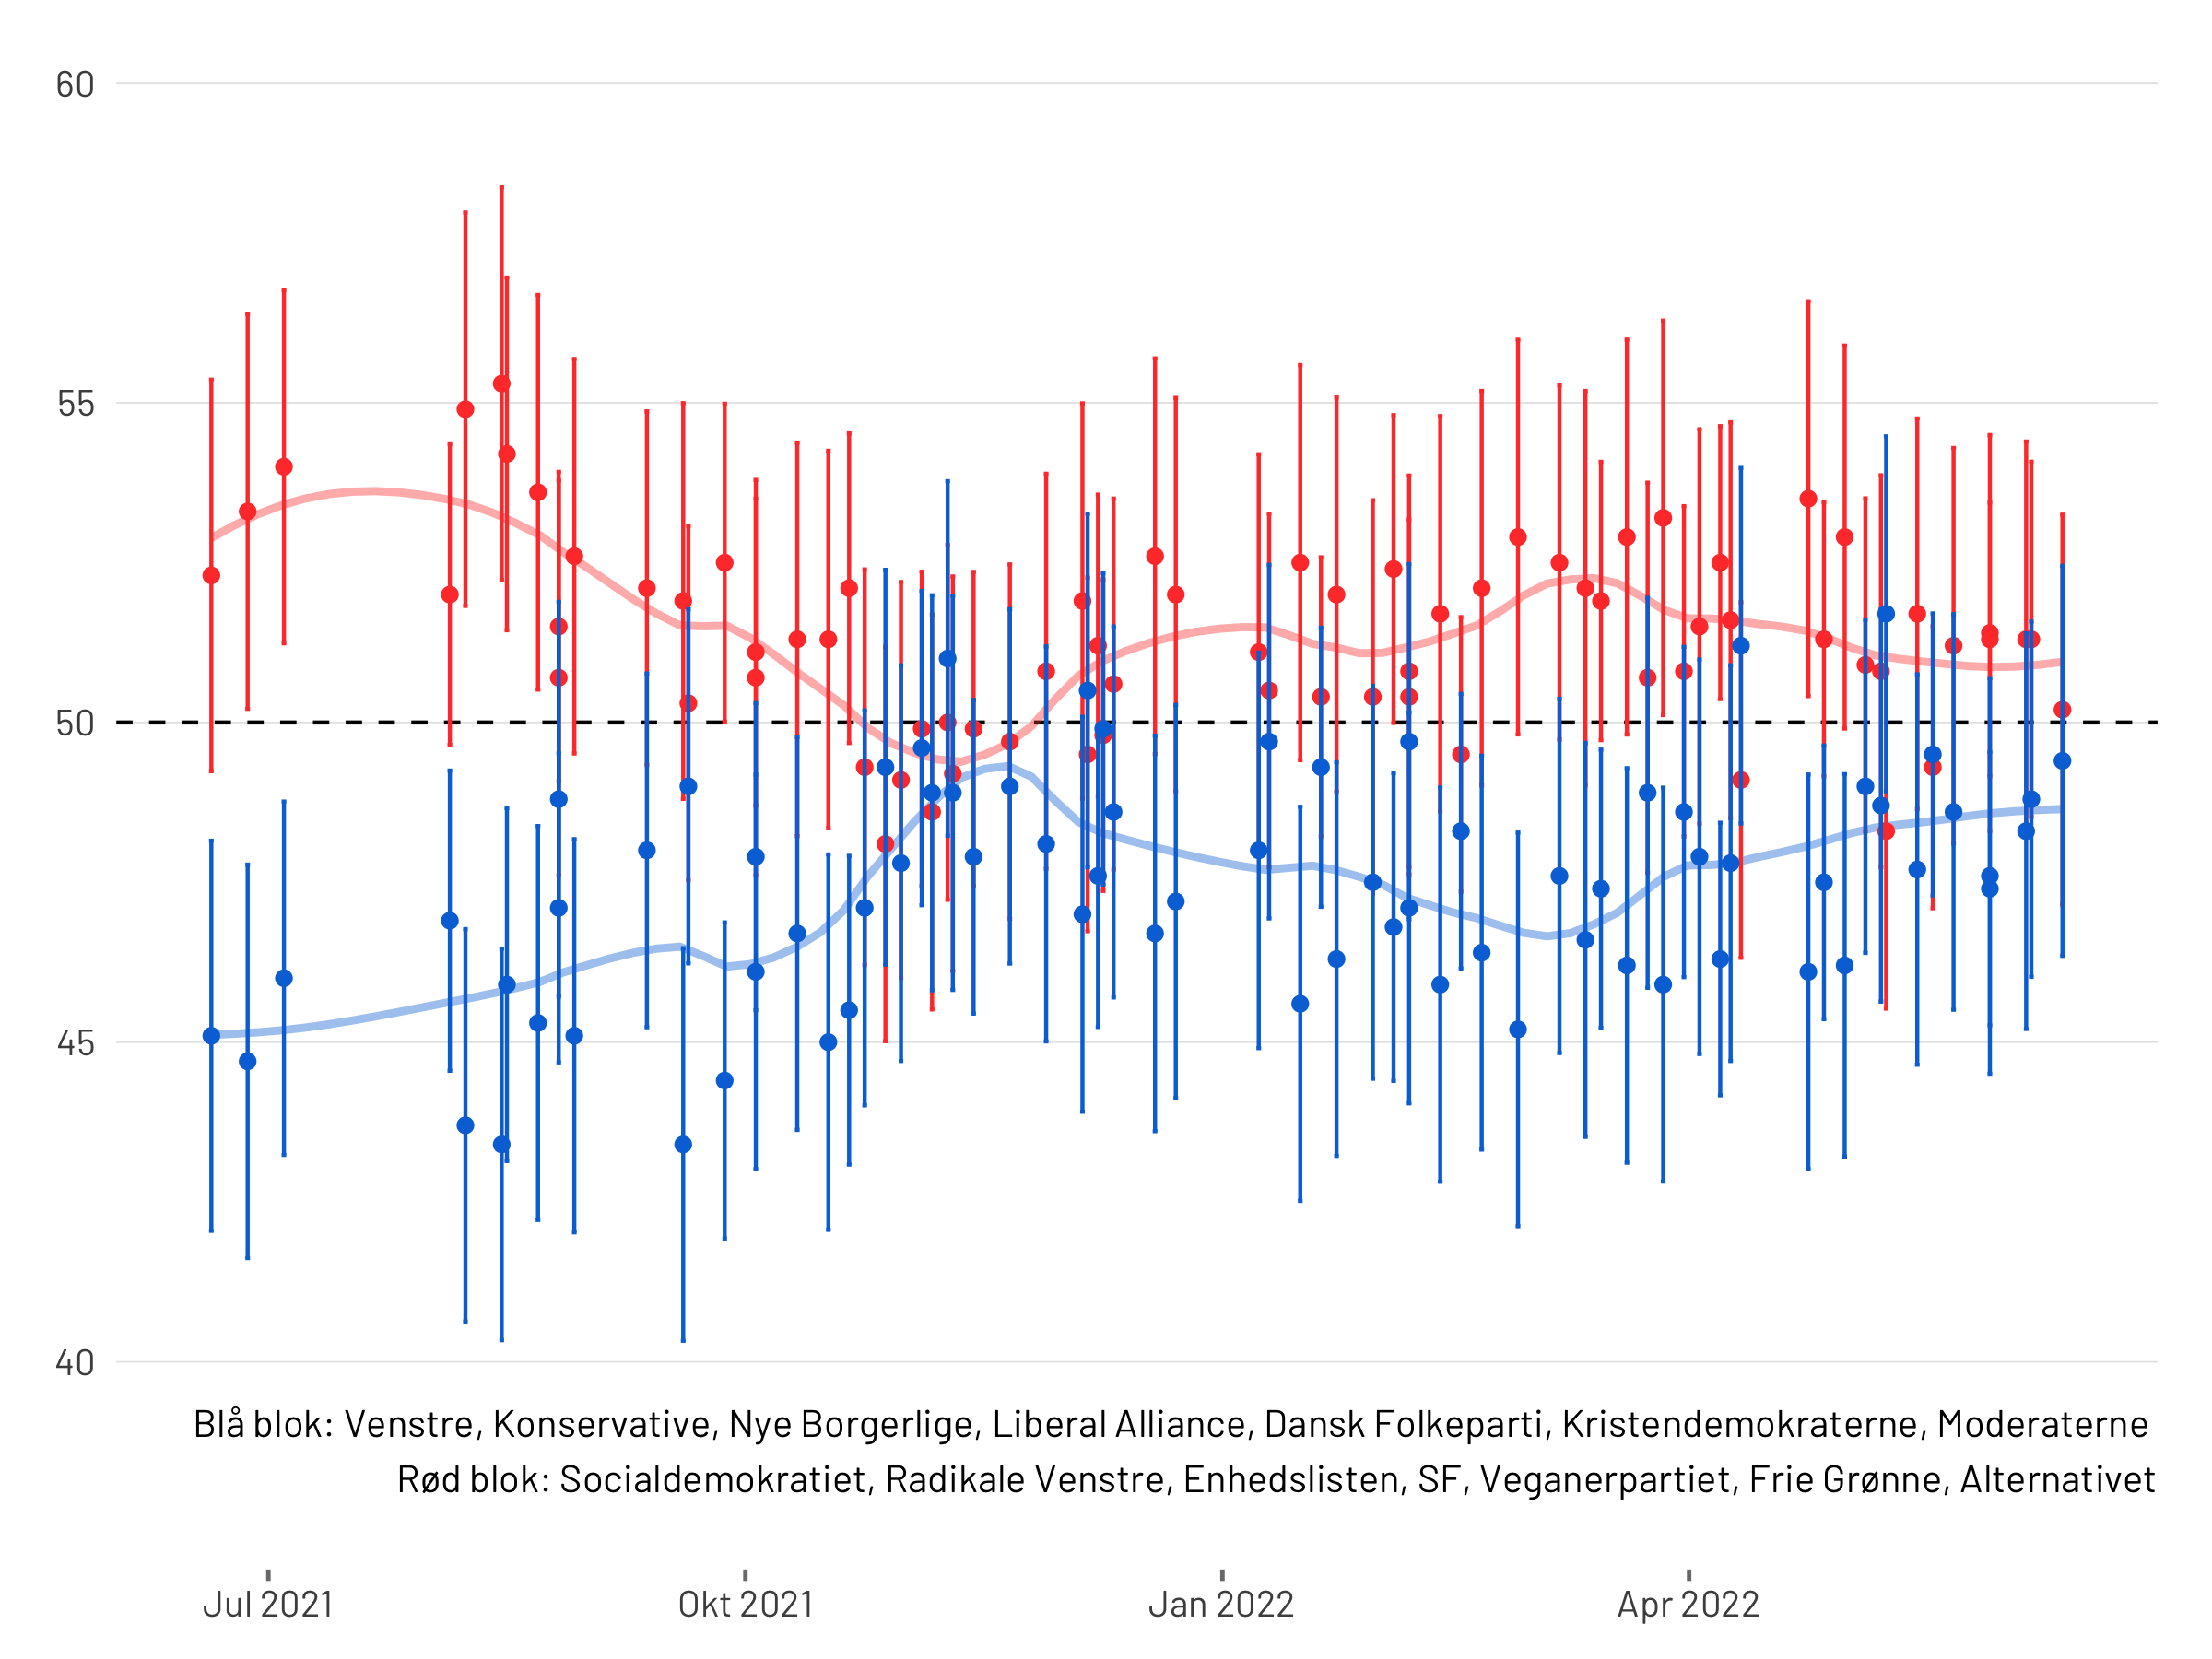 60
55
50
45
40
Blå blok: Venstre, Konservative, Nye Borgerlige, Liberal Alliance, Dansk Folkeparti, Kristendemokraterne, Moderaterne
Rød blok: Socialdemokratiet, Radikale Venstre, Enhedslisten, SF, Veganerpartiet, Frie Grønne, Alternativet
Jul 2021 Okt 2021 Jan 2022 Apr 2022